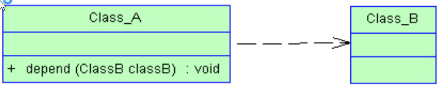 Class_A
Class_B
+ depend (ClassB classB) : void